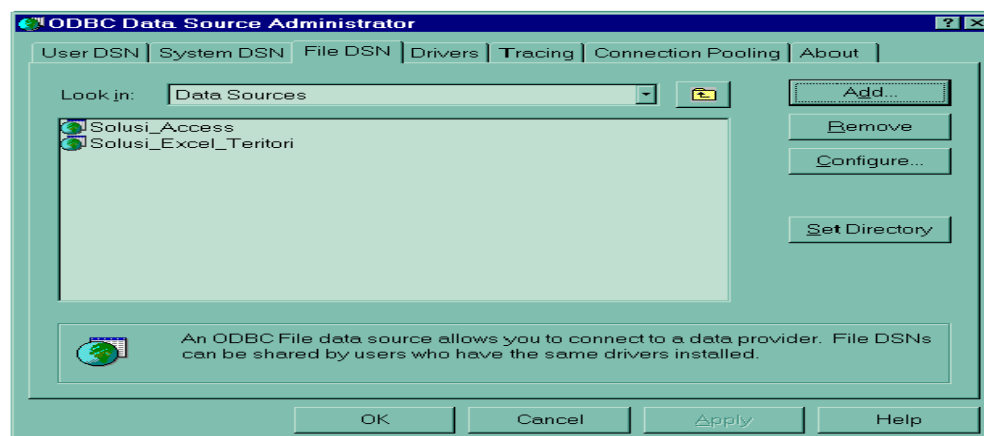 ODBC Data Source Administrator
User DSN System DSN File DSN Drivers Tracing Connection Pooling About
Look in: Data Sources Add...
Solusi_Access Remove
Solusi_Excel_Teritori
Configure...
Set Directory
An ODBC File data source allows you to connect to a data provider. File DSNs
can be shared by users who have the same drivers installed.
OK Cancel Apply Help